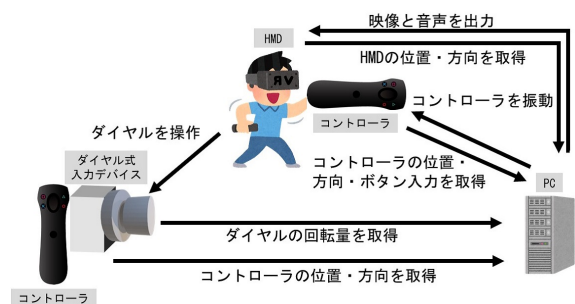 映像と音声を出力
HMD
HMDの位置・方向を取得
コントローラを振動
コントローラ
ダイヤルを操作
ダイヤル式
入力デバイス
コントローラの位置・
方向・ボタン入力を取得
PC
ダイヤルの回転量を取得
コントローラの位置・方向を取得
コントローラ